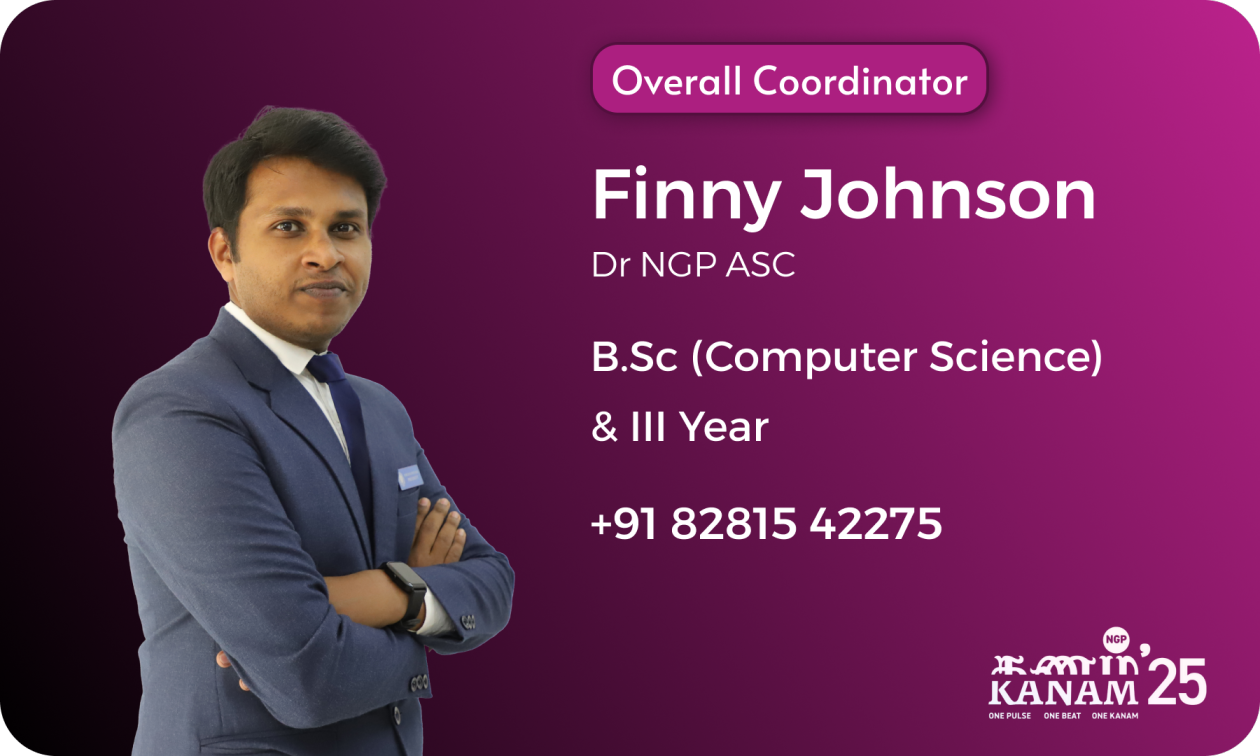 Overall Coordinator
Finny Johnson
Dr NGP ASC
B.Sc (Computer Science)
& III Year
+91 82815 42275
NGP
KANAM '25
ONE PULSE ONE BEAT ONE KANAM